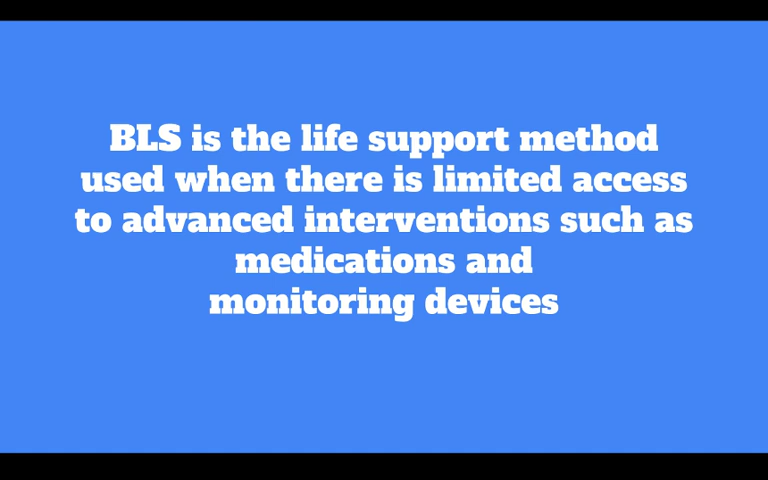 BLS is the life support method
used when there is limited access
to advanced interventions such as
medications and
monitoring devices